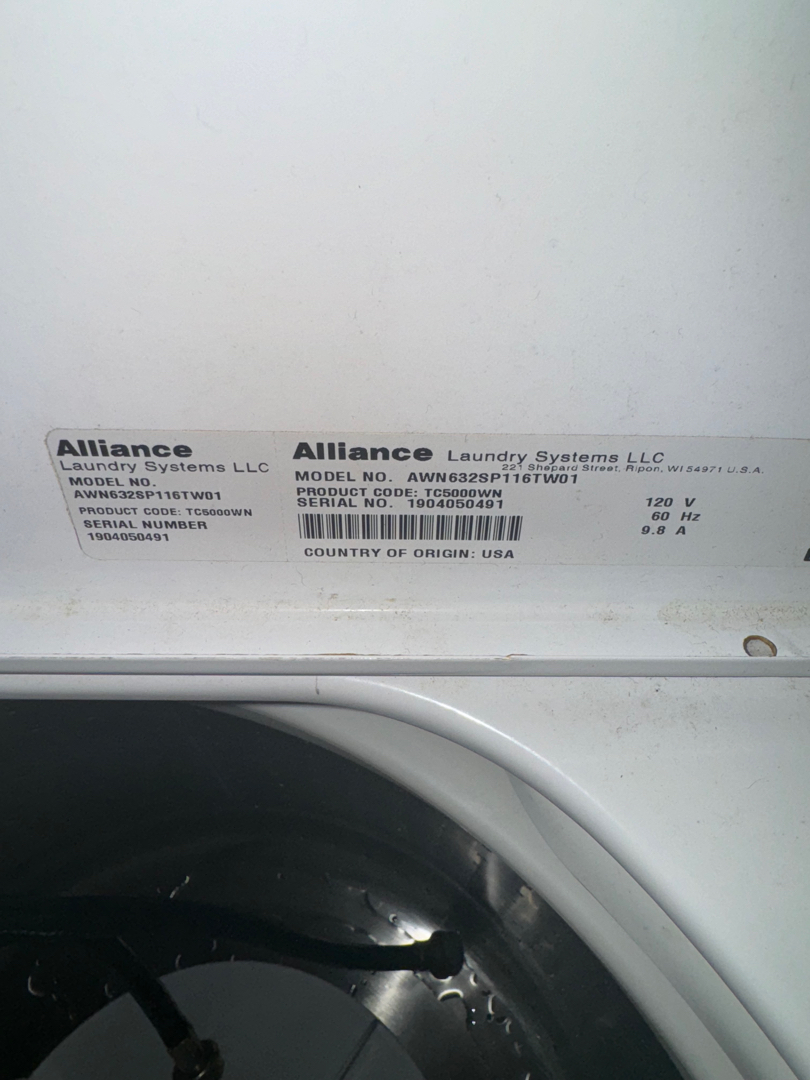 Alliance
Laundry Systems LLC
MODEL NO.
AWN632SP116TW01
PRODUCT CODE: TC5000WN
SERIAL NUMBER
1904050491
Alliance Laundry Systems LLC
221 Shepard Street, Ripon, WI 54971 U.S.A.
MODEL NO. AWN632SP116TW01
PRODUCT CODE: TC5000WN
SERIAL NO. 1904050491
120 V
60 Hz
9.8 A
COUNTRY OF ORIGIN: USA